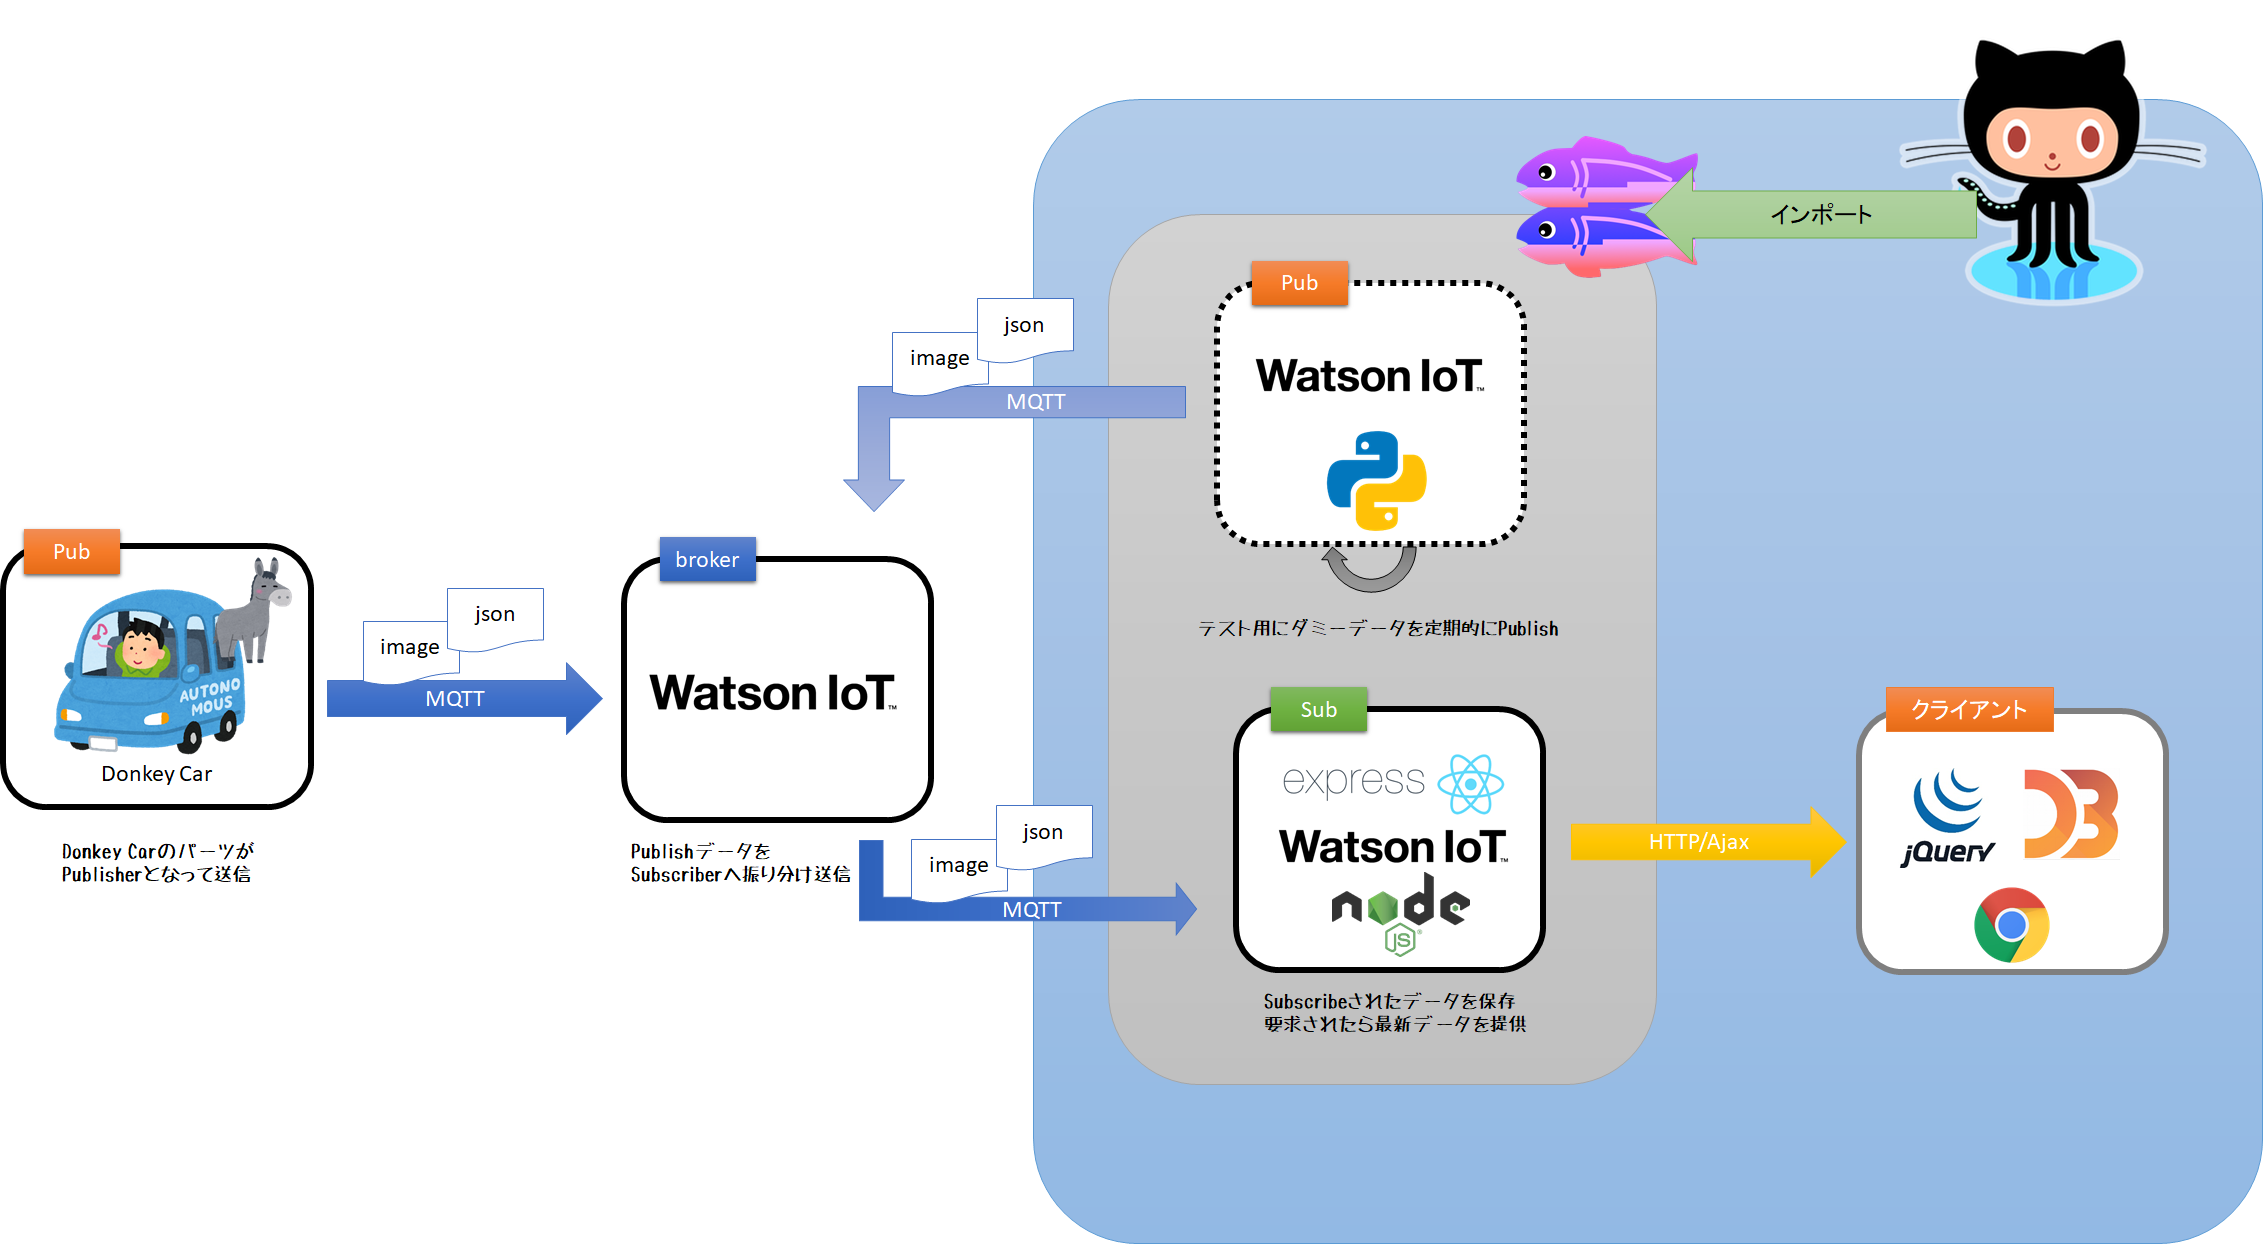 インポート
Pub
Watson IoT™
json
image
MQTT
テスト用にダミーデータを定期的にPublish
Pub
AUTONO
MOUS
Donkey Car
Donkey Carのパーツが
Publisherとなって送信
json
image
MQTT
broker
Watson IoT™
Publishデータを
Subscriberへ振り分け送信
json
image
MQTT
Sub
express
Watson IoT™
node
JS
Subscribeされたデータを保存
要求されたら最新データを提供
HTTP/Ajax
クライアント
jQuery
D3